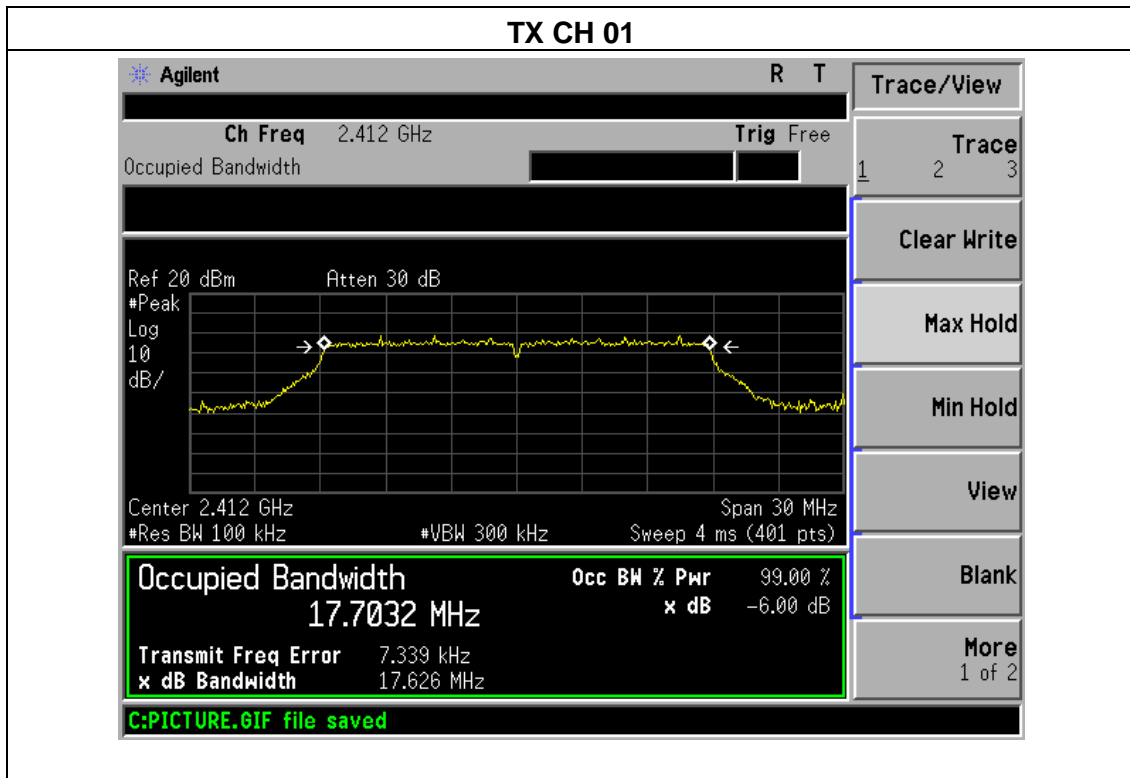 TX CH 01
Agilent R T
Ch Freq 2.412 GHz Trig Free
Occupied Bandwidth
Ref 20 dBm Atten 30 dB
#Peak
Log
10
dB/
Center 2.412 GHz Span 30 MHz
#Res BW 100 kHz #VBW 300 kHz Sweep 4 ms (401 pts)
Occupied Bandwidth Occ BW % Pwr 99.00 %
17.7032 MHz x dB -6.00 dB
Transmit Freq Error 7.339 kHz
x dB Bandwidth 17.626 MHz
C:PICTURE.GIF file saved
Trace/View
Trace
1 2 3
Clear Write
Max Hold
Min Hold
View
Blank
More
1 of 2